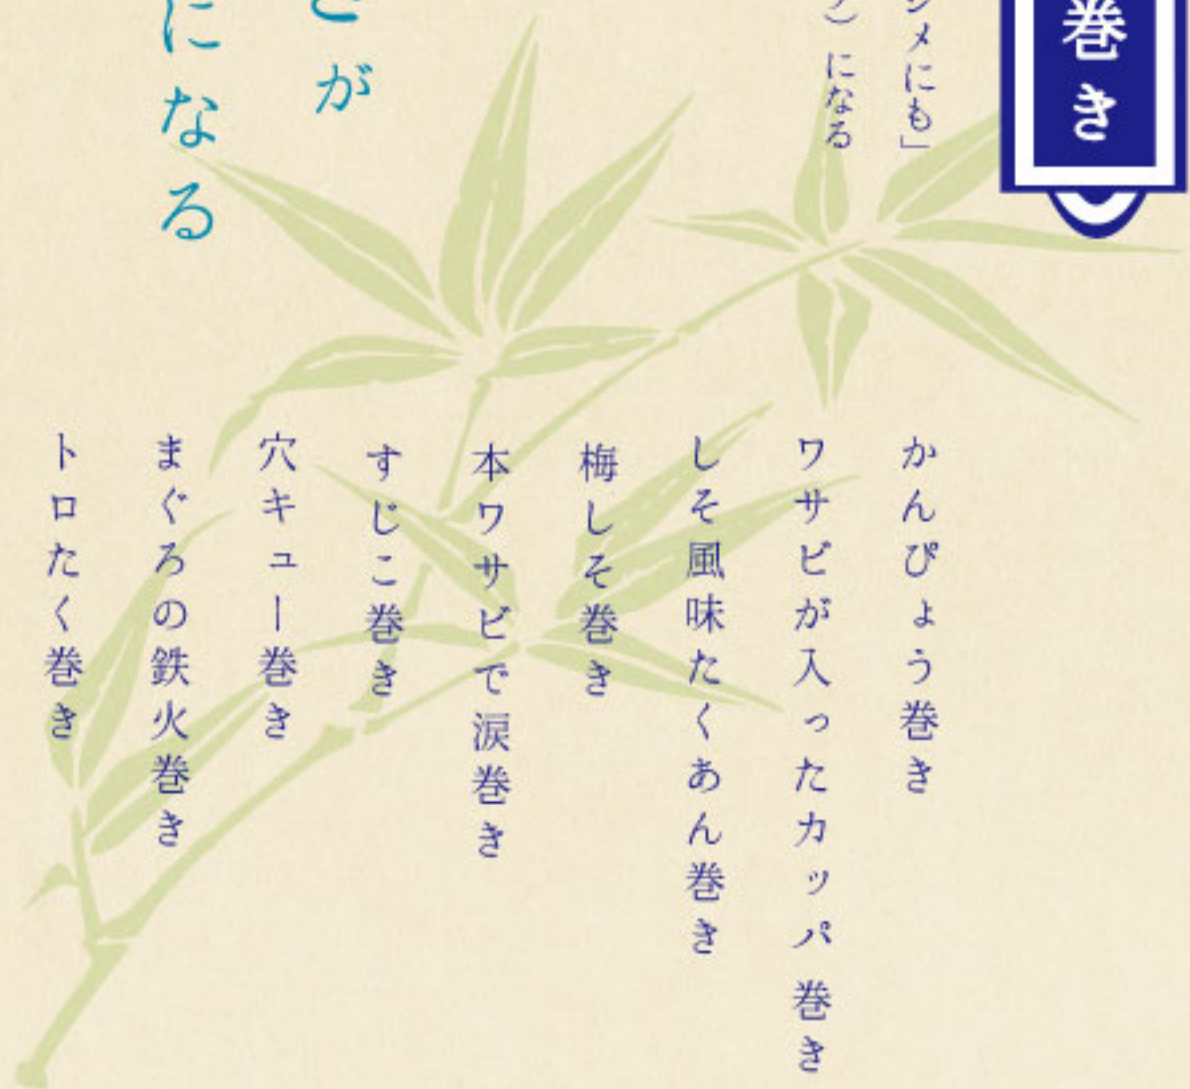 巻き
ジメにも」
）になる
が
になる
かんぴょう巻き
ワサビが入ったカッパ巻き
しそ風味たくあん巻き
梅しそ巻き
本ワサビで涙巻き
すじこ巻き
穴キュー巻き
まぐろの鉄火巻き
トロたく巻き